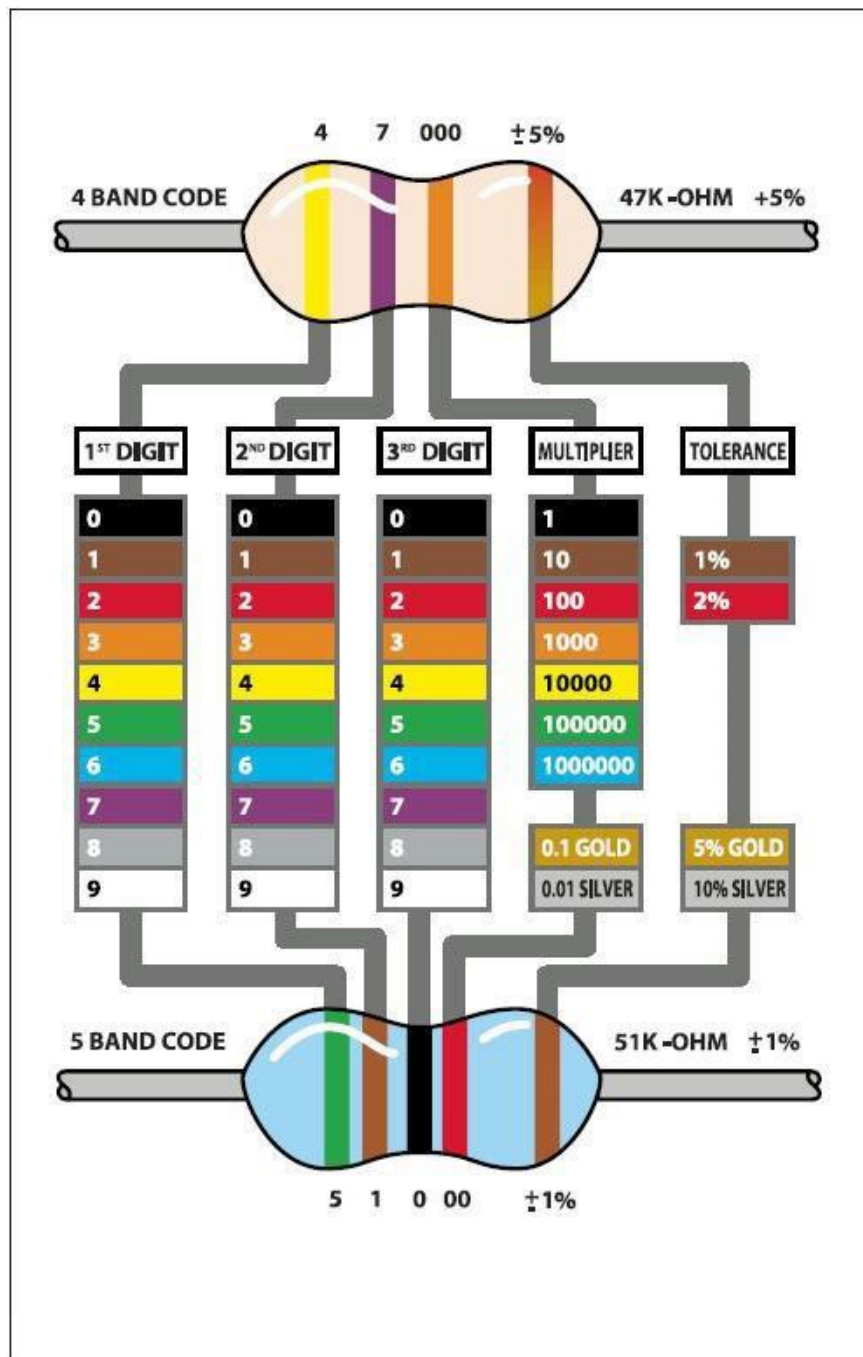 4 7 000 ±5%
4 BAND CODE 47K-OHM +5%
1ST DIGIT 2ND DIGIT 3RD DIGIT MULTIPLIER TOLERANCE
0 0 0 1
1 1 1 10 1%
2 2 2 100 2%
3 3 3 1000
4 4 4 10000
5 5 5 100000
6 6 6 1000000
7 7 7
8 8 8 0.1 GOLD 5% GOLD
9 9 9 0.01 SILVER 10% SILVER
5 BAND CODE 51K-OHM ±1%
5 1 0 00 ±1%